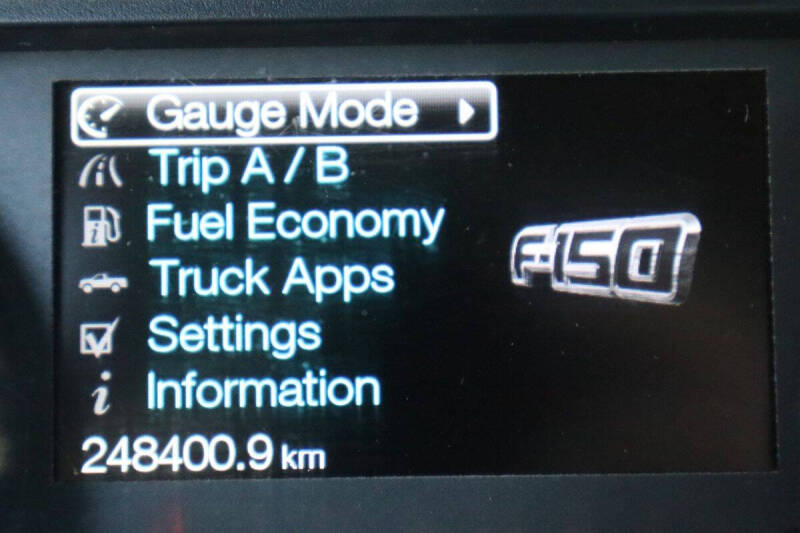 Gauge Mode
Trip A / B
Fuel Economy
F-150
Truck Apps
Settings
Information
248400.9 km